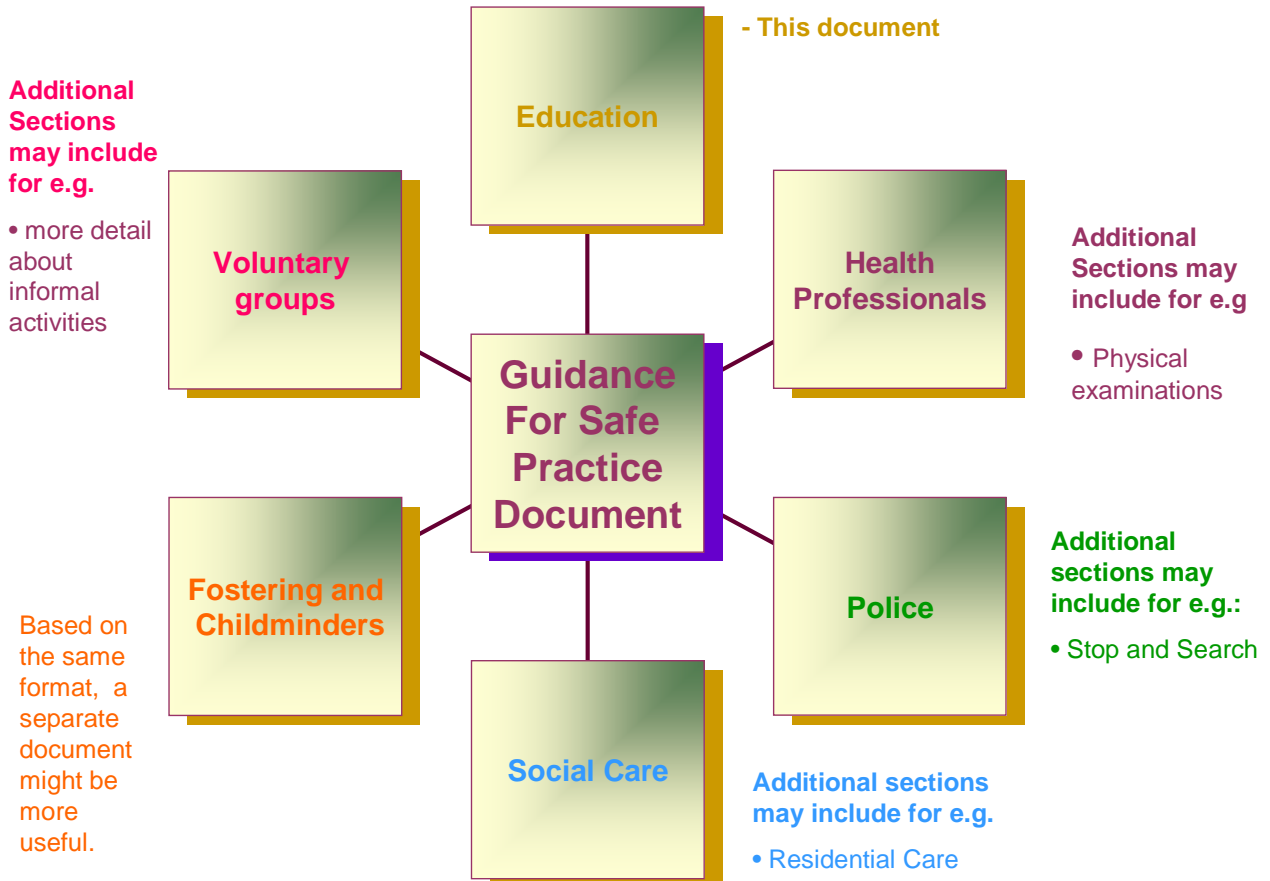 - This document
Education
Additional
Sections
may include
for e.g.
• more detail
about
informal
activities
Voluntary
groups
Health
Professionals
Additional
Sections may
include for e.g
• Physical
examinations
Guidance
For Safe
Practice
Document
Fostering and
Childminders
Based on
the same
format, a
separate
document
might be
more
useful.
Police
Additional
sections may
include for e.g.:
• Stop and Search
Social Care
Additional sections
may include for e.g.
• Residential Care